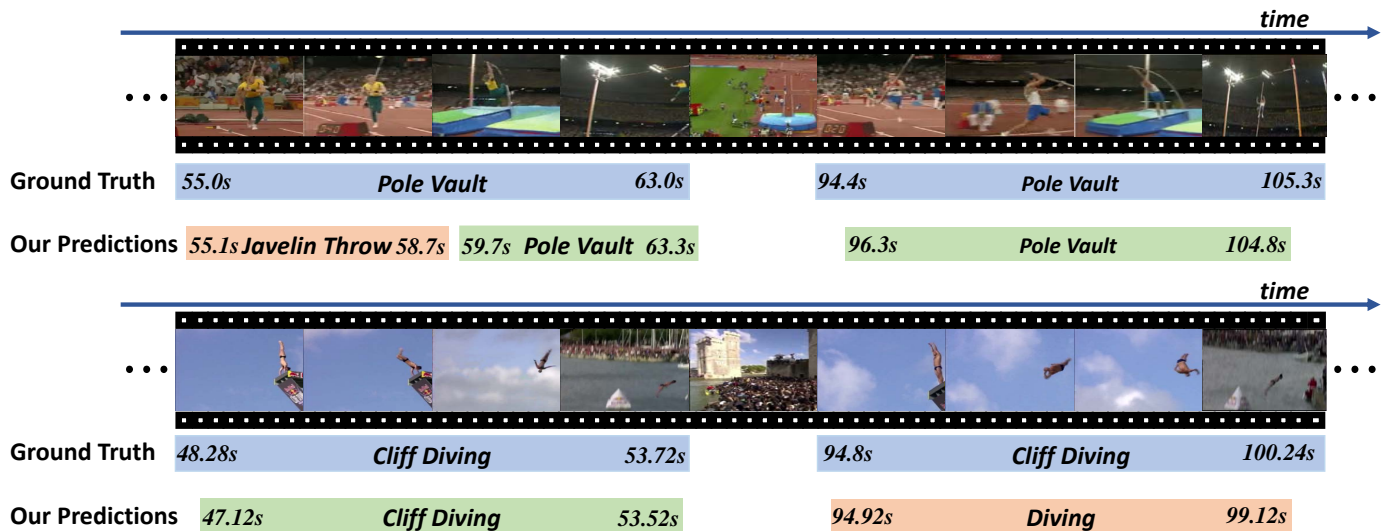 time
Ground Truth 55.0s Pole Vault 63.0s 94.4s Pole Vault 105.3s
Our Predictions 55.1s Javelin Throw 58.7s 59.7s Pole Vault 63.3s 96.3s Pole Vault 104.8s
time
Ground Truth 48.28s Cliff Diving 53.72s 94.8s Cliff Diving 100.24s
Our Predictions 47.12s Cliff Diving 53.52s 94.92s Diving 99.12s